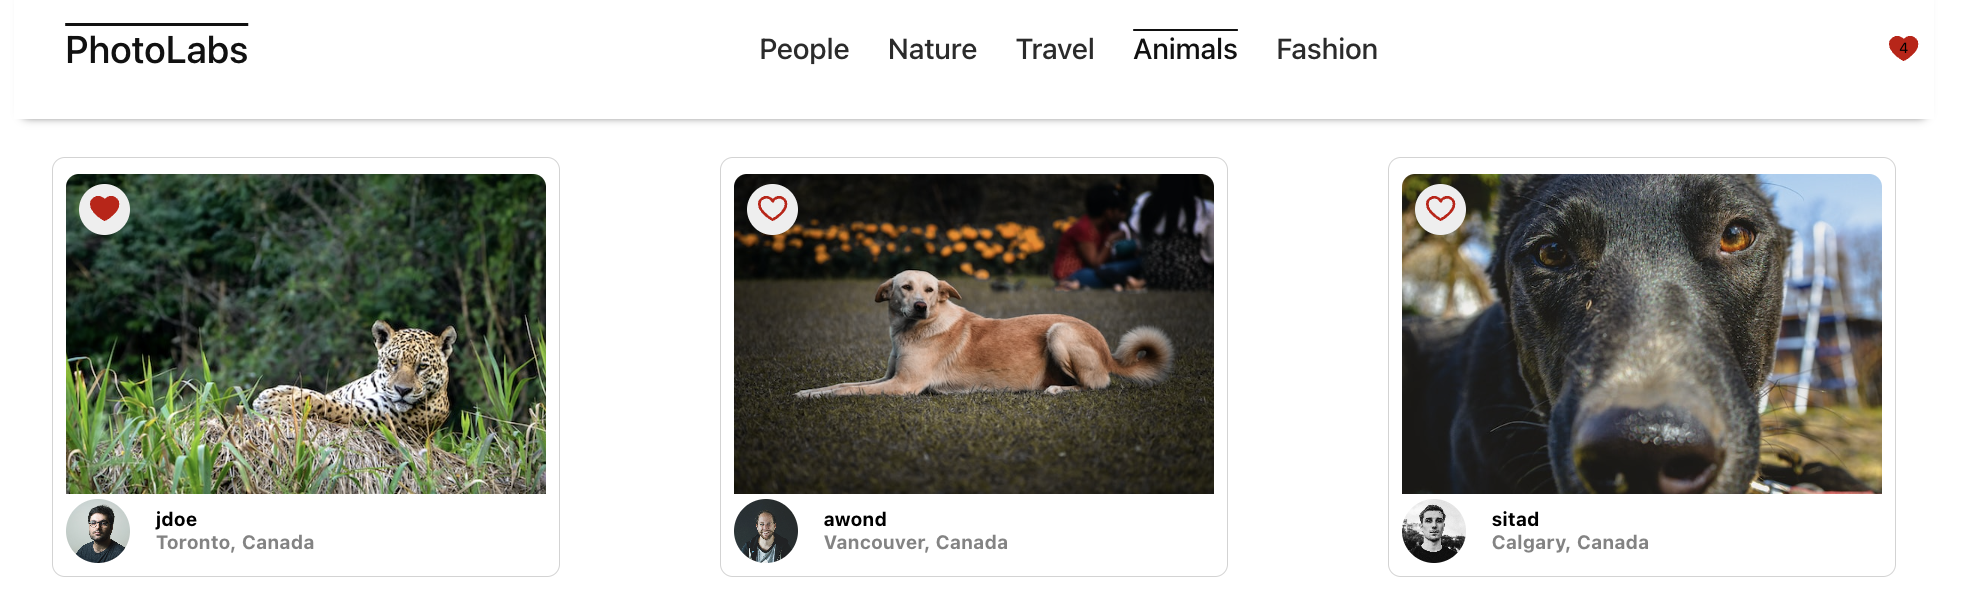 PhotoLabs
People Nature Travel Animals Fashion
4
jdoe
Toronto, Canada
awond
Vancouver, Canada
sitad
Calgary, Canada